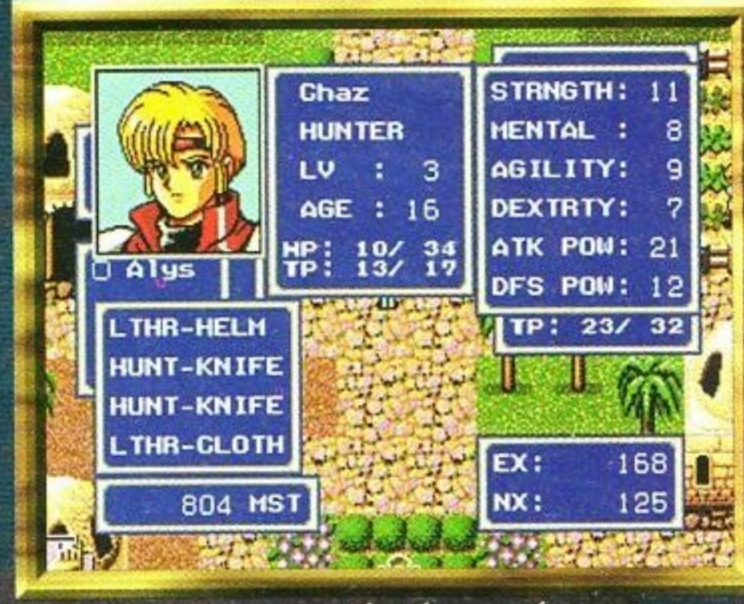 Chaz
HUNTER
LV : 3
AGE : 16
HP: 10/ 34
TP: 13/ 17
STRNGTH: 11
MENTAL : 8
AGILITY: 9
DEXTRTY: 7
ATK POW: 21
DFS POW: 12
TP: 23/ 32
Alys
LTHR-HELM
HUNT-KNIFE
HUNT-KNIFE
LTHR-CLOTH
804 MST
EX: 168
NX: 125